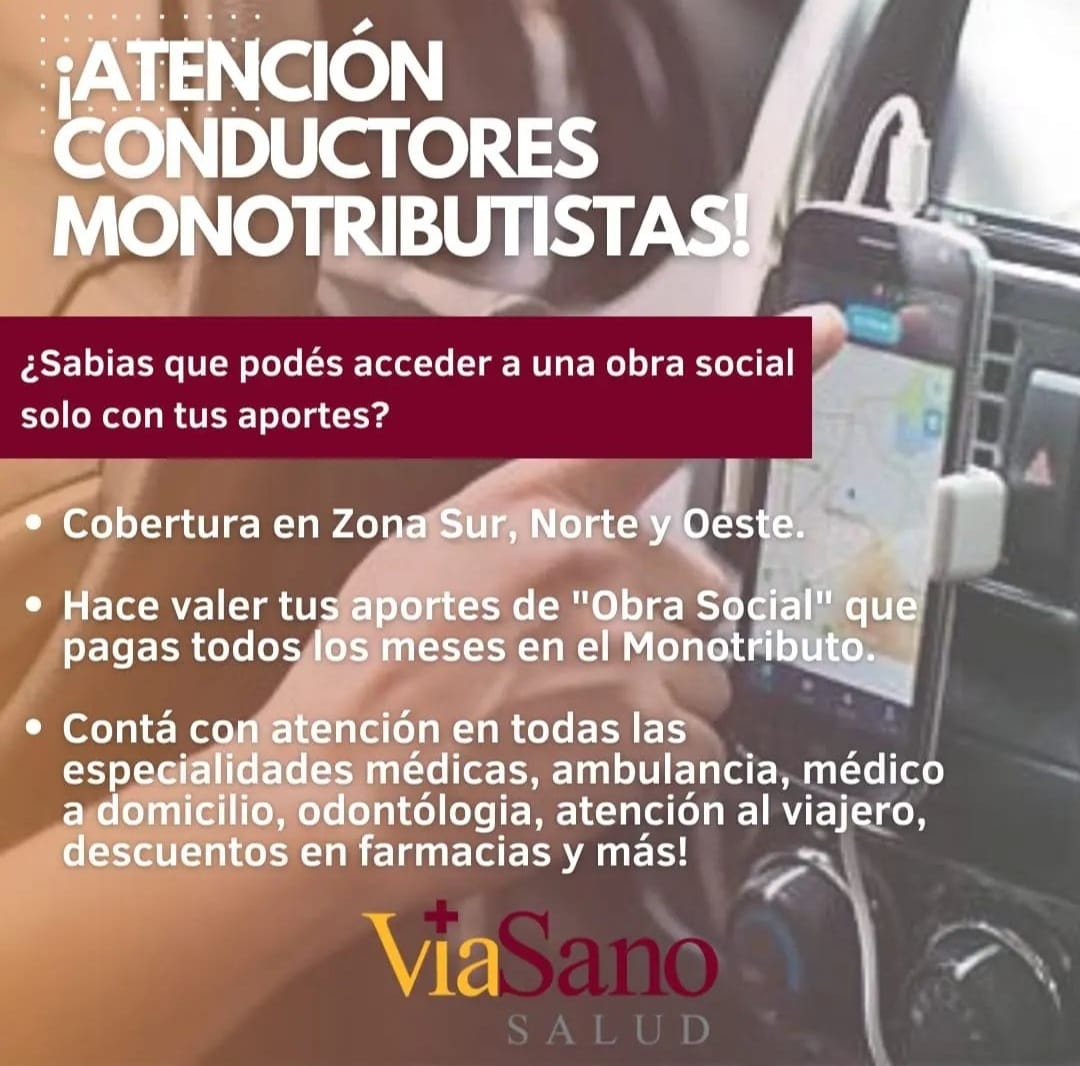 ¡ATENCIÓN
CONDUCTORES
MONOTRIBUTISTAS!
¿Sabias que podés acceder a una obra social
solo con tus aportes?
• Cobertura en Zona Sur, Norte y Oeste.
• Hace valer tus aportes de "Obra Social" que
pagas todos los meses en el Monotributo.
• Contá con atención en todas las
especialidades médicas, ambulancia, médico
a domicilio, odontólogia, atención al viajero,
descuentos en farmacias y más!
ViaSano
SALUD